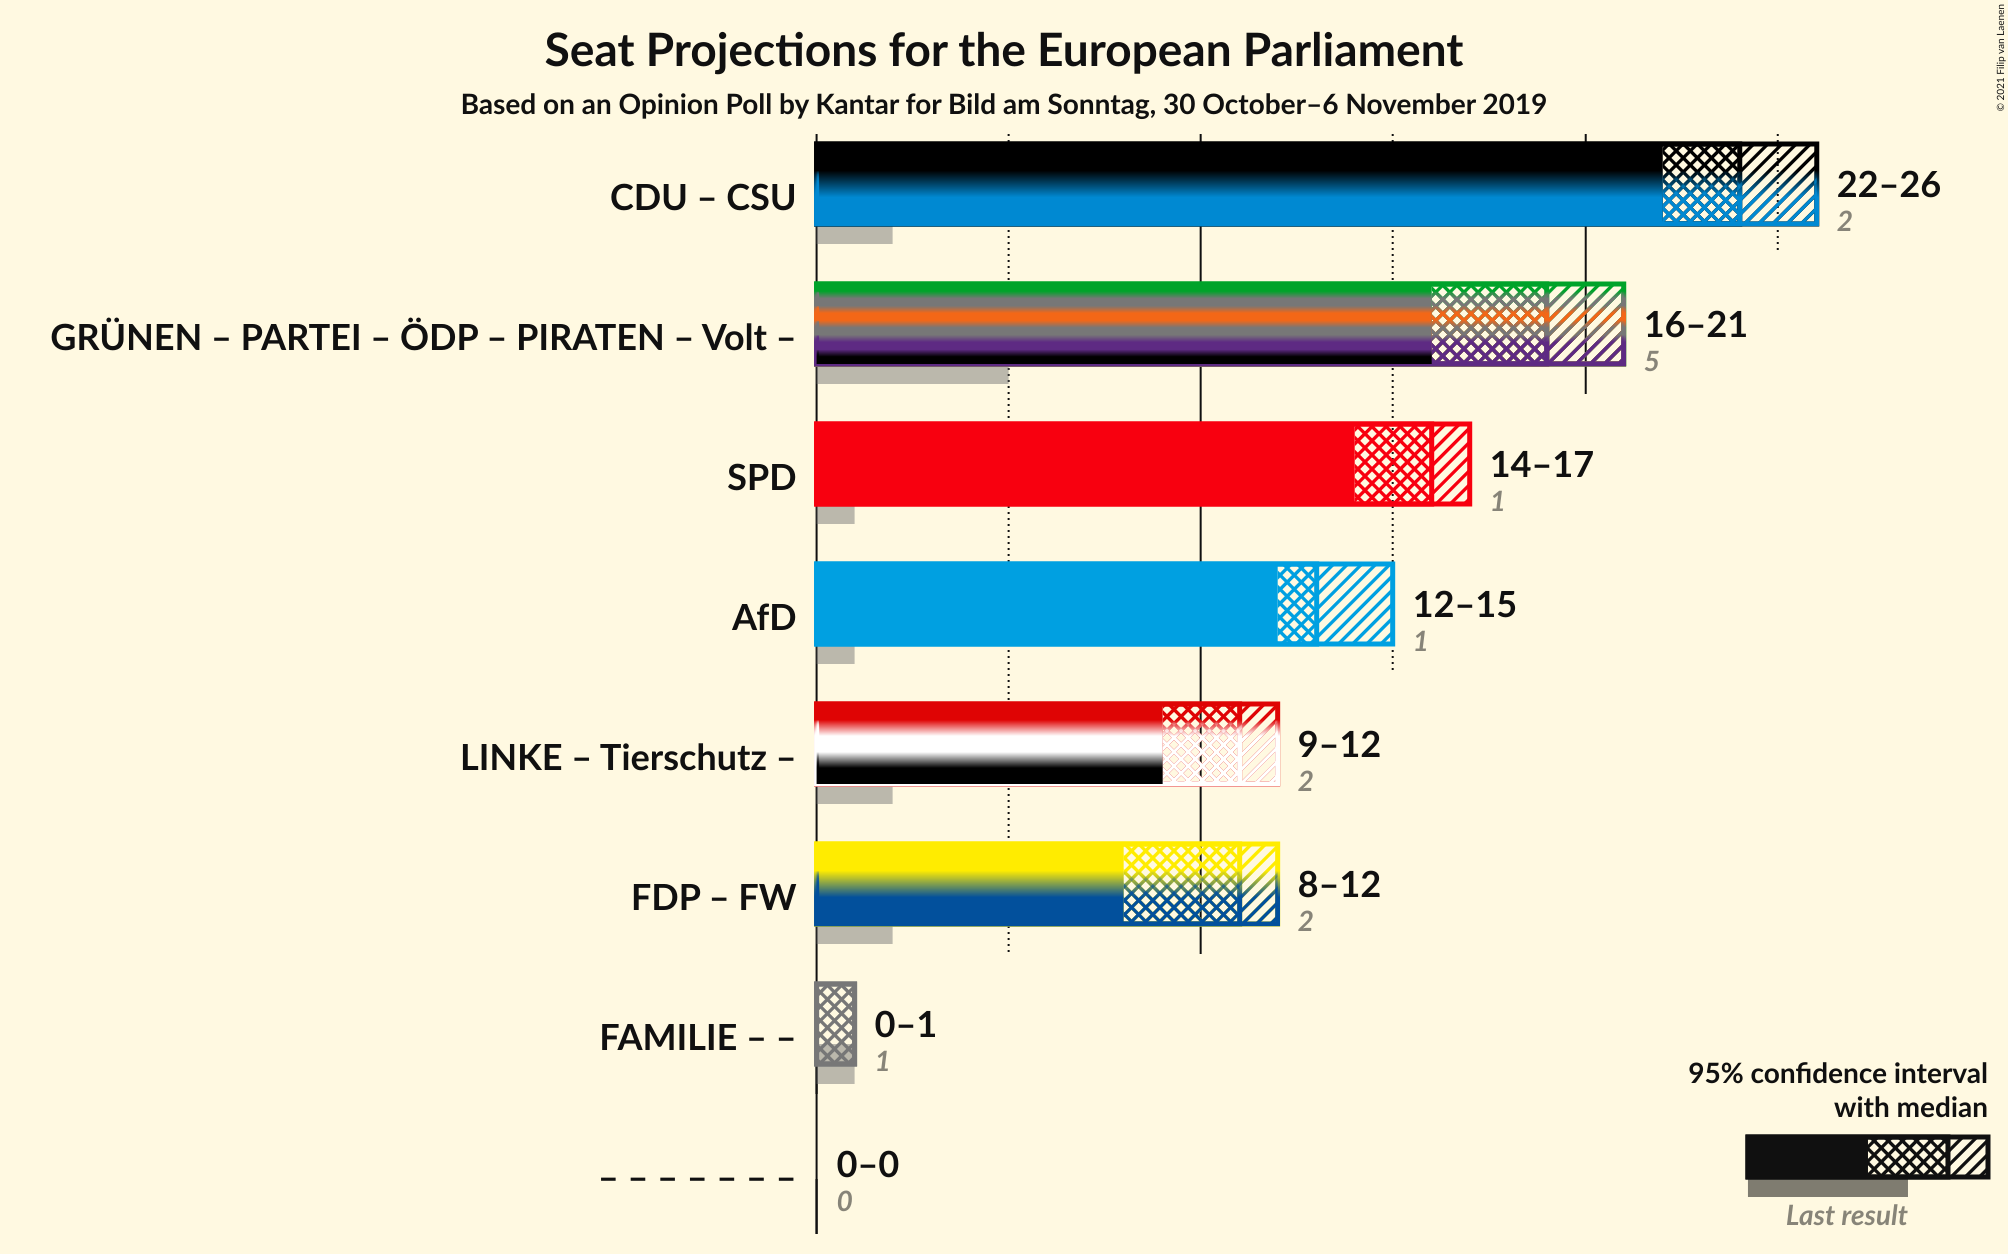 Seat Projections for the European Parliament
Based on an Opinion Poll by Kantar for Bild am Sonntag, 30 October–6 November 2019
© 2021 Filip van Laenen
CDU – CSU
22–26
2
GRÜNEN – PARTEI – ÖDP – PIRATEN – Volt –
16–21
5
SPD
14–17
1
AfD
12–15
1
LINKE – Tierschutz –
9–12
2
FDP – FW
8–12
2
FAMILIE – –
0–1
1
– – – – – – –
0–0
0
95% confidence interval
with median
Last result